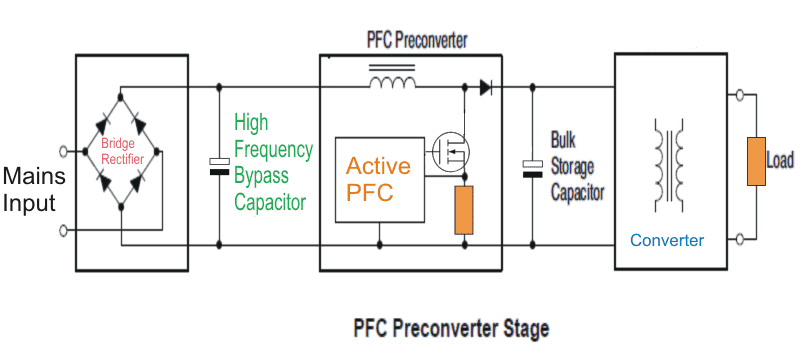 PFC Preconverter
Bridge
Rectifier
Mains
Input
High
Frequency
Bypass
Capacitor
Active
PFC
Bulk
Storage
Capacitor
Converter
Load
PFC Preconverter Stage